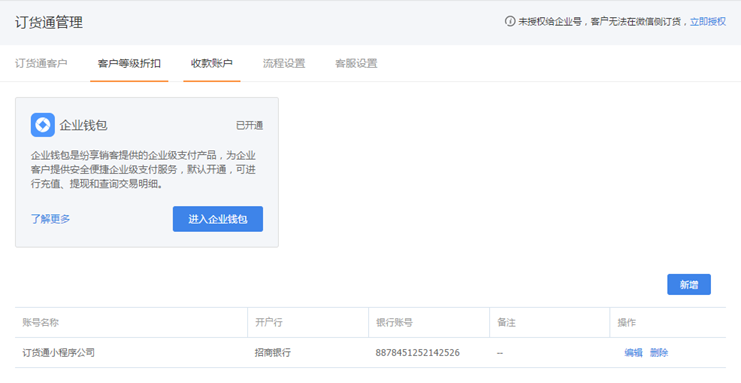 订货通管理
未授权给企业号，客户无法在微信侧订货，立即授权
订货通客户 客户等级折扣 收款账户 流程设置 客服设置
企业钱包 已开通
企业钱包是纷享销客提供的企业级支付产品，为企业
客户提供安全便捷企业级支付服务，默认开通，可进
行充值、提现和查询交易明细。
了解更多 进入企业钱包
新增
账号名称 开户行 银行账号 备注 操作
订货通小程序公司 招商银行 8878451252142526 -- 编辑 删除